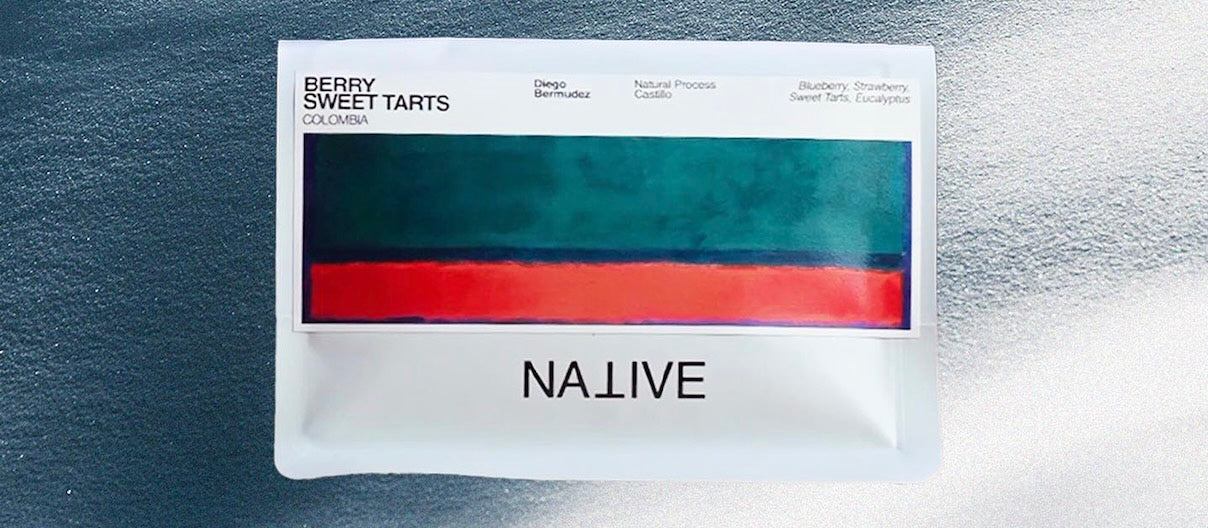 BERRY
SWEET TARTS
COLOMBIA
Diego
Bermudez
Natural Process
Castillo
Blueberry, Strawberry,
Sweet Tarts, Eucalyptus
NATIVE